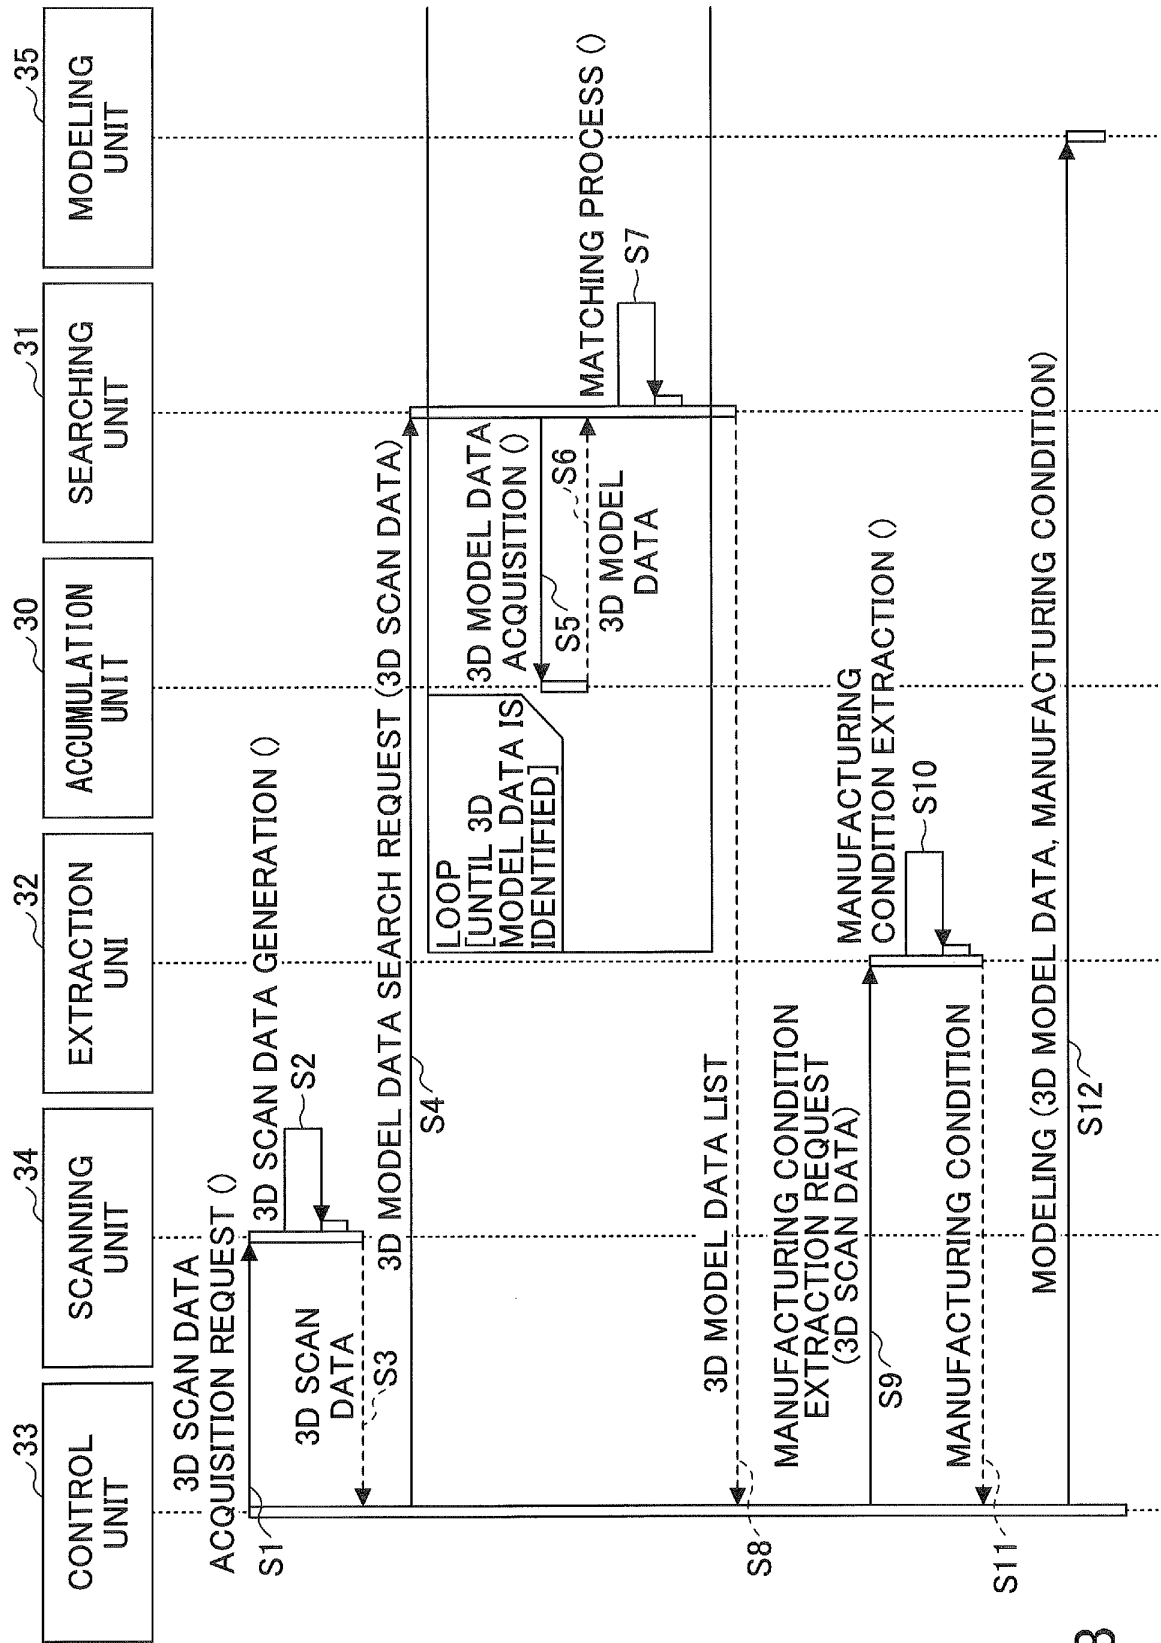 33
CONTROL
UNIT
34
SCANNING
UNIT
32
EXTRACTION
UNI
30
ACCUMULATION
UNIT
31
SEARCHING
UNIT
35
MODELING
UNIT
3D SCAN DATA
ACQUISITION REQUEST ()
S1
3D SCAN DATA GENERATION ()
S2
3D SCAN
DATA
S3
3D MODEL DATA SEARCH REQUEST (3D SCAN DATA)
S4
LOOP
[UNTIL 3D
MODEL DATA IS
IDENTIFIED]
3D MODEL DATA
ACQUISITION ()
S5
S6
3D MODEL
DATA
MATCHING PROCESS ()
S7
3D MODEL DATA LIST
S8
MANUFACTURING CONDITION
EXTRACTION REQUEST
(3D SCAN DATA)
S9
MANUFACTURING
CONDITION EXTRACTION ()
S10
MANUFACTURING CONDITION
S11
MODELING (3D MODEL DATA, MANUFACTURING CONDITION)
S12